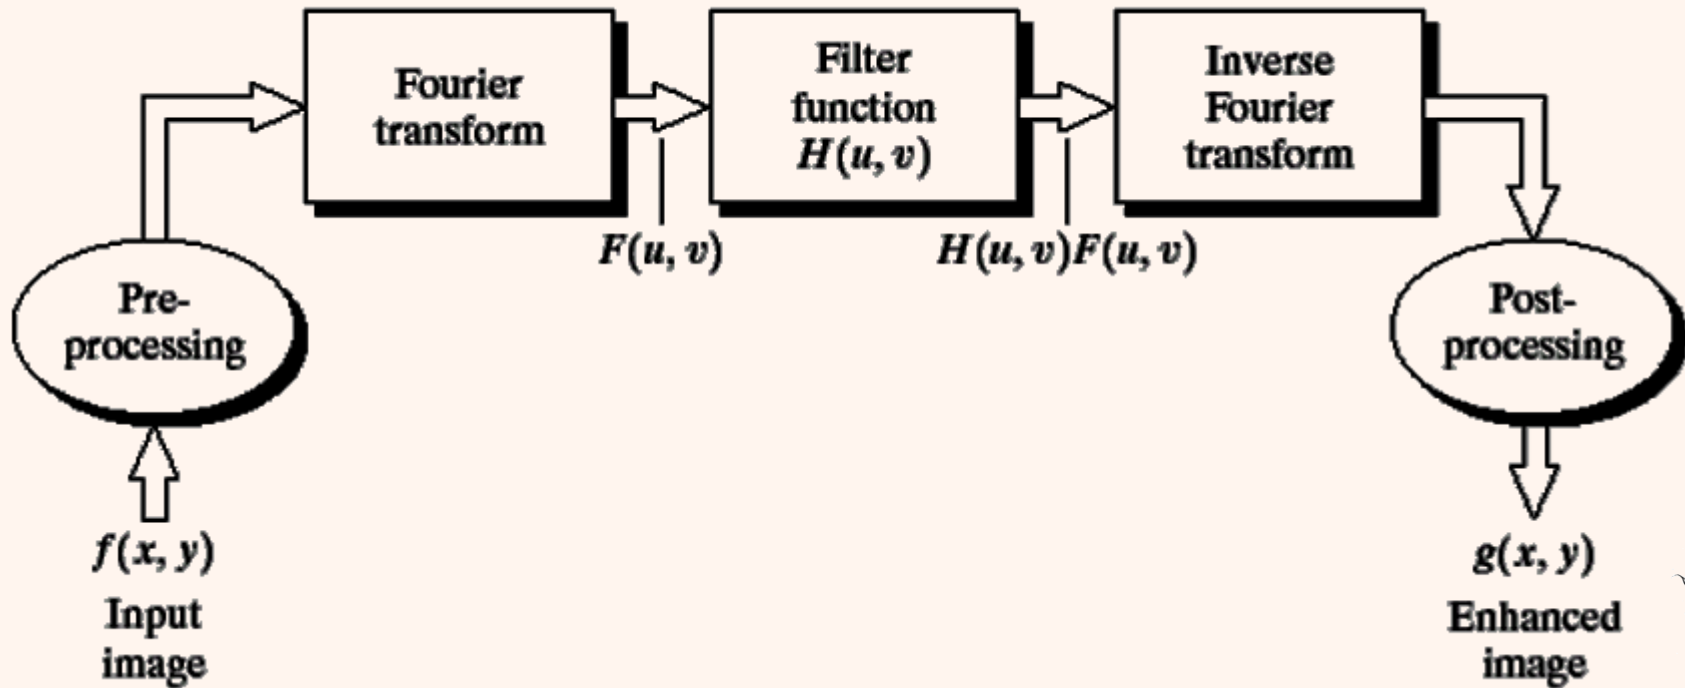 Fourier
transform
Filter
function
H(u, v)
Inverse
Fourier
transform
F(u, v)
H(u, v)F(u, v)
Pre-
processing
Post-
processing
f(x, y)
Input
image
g(x, y)
Enhanced
image